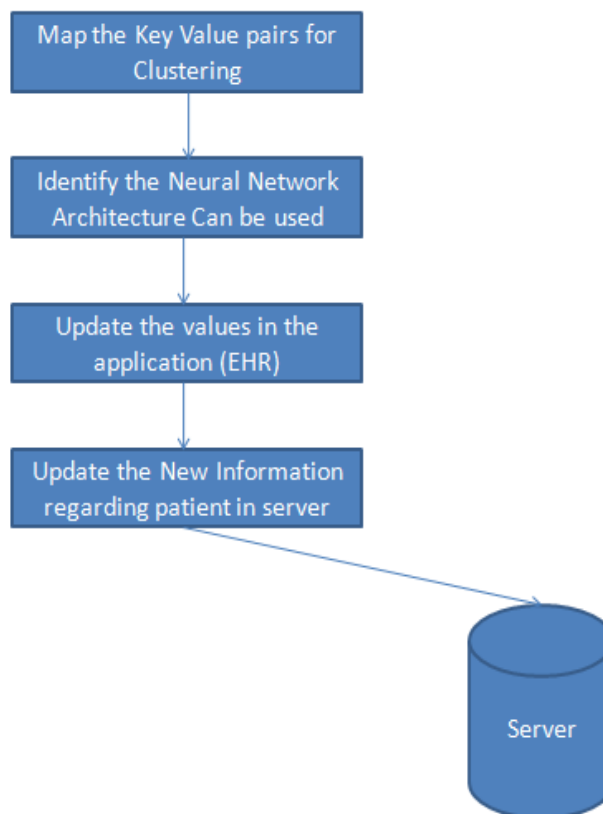 Map the Key Value pairs for
Clustering
Identify the Neural Network
Architecture Can be used
Update the values in the
application (EHR)
Update the New Information
regarding patient in server
Server